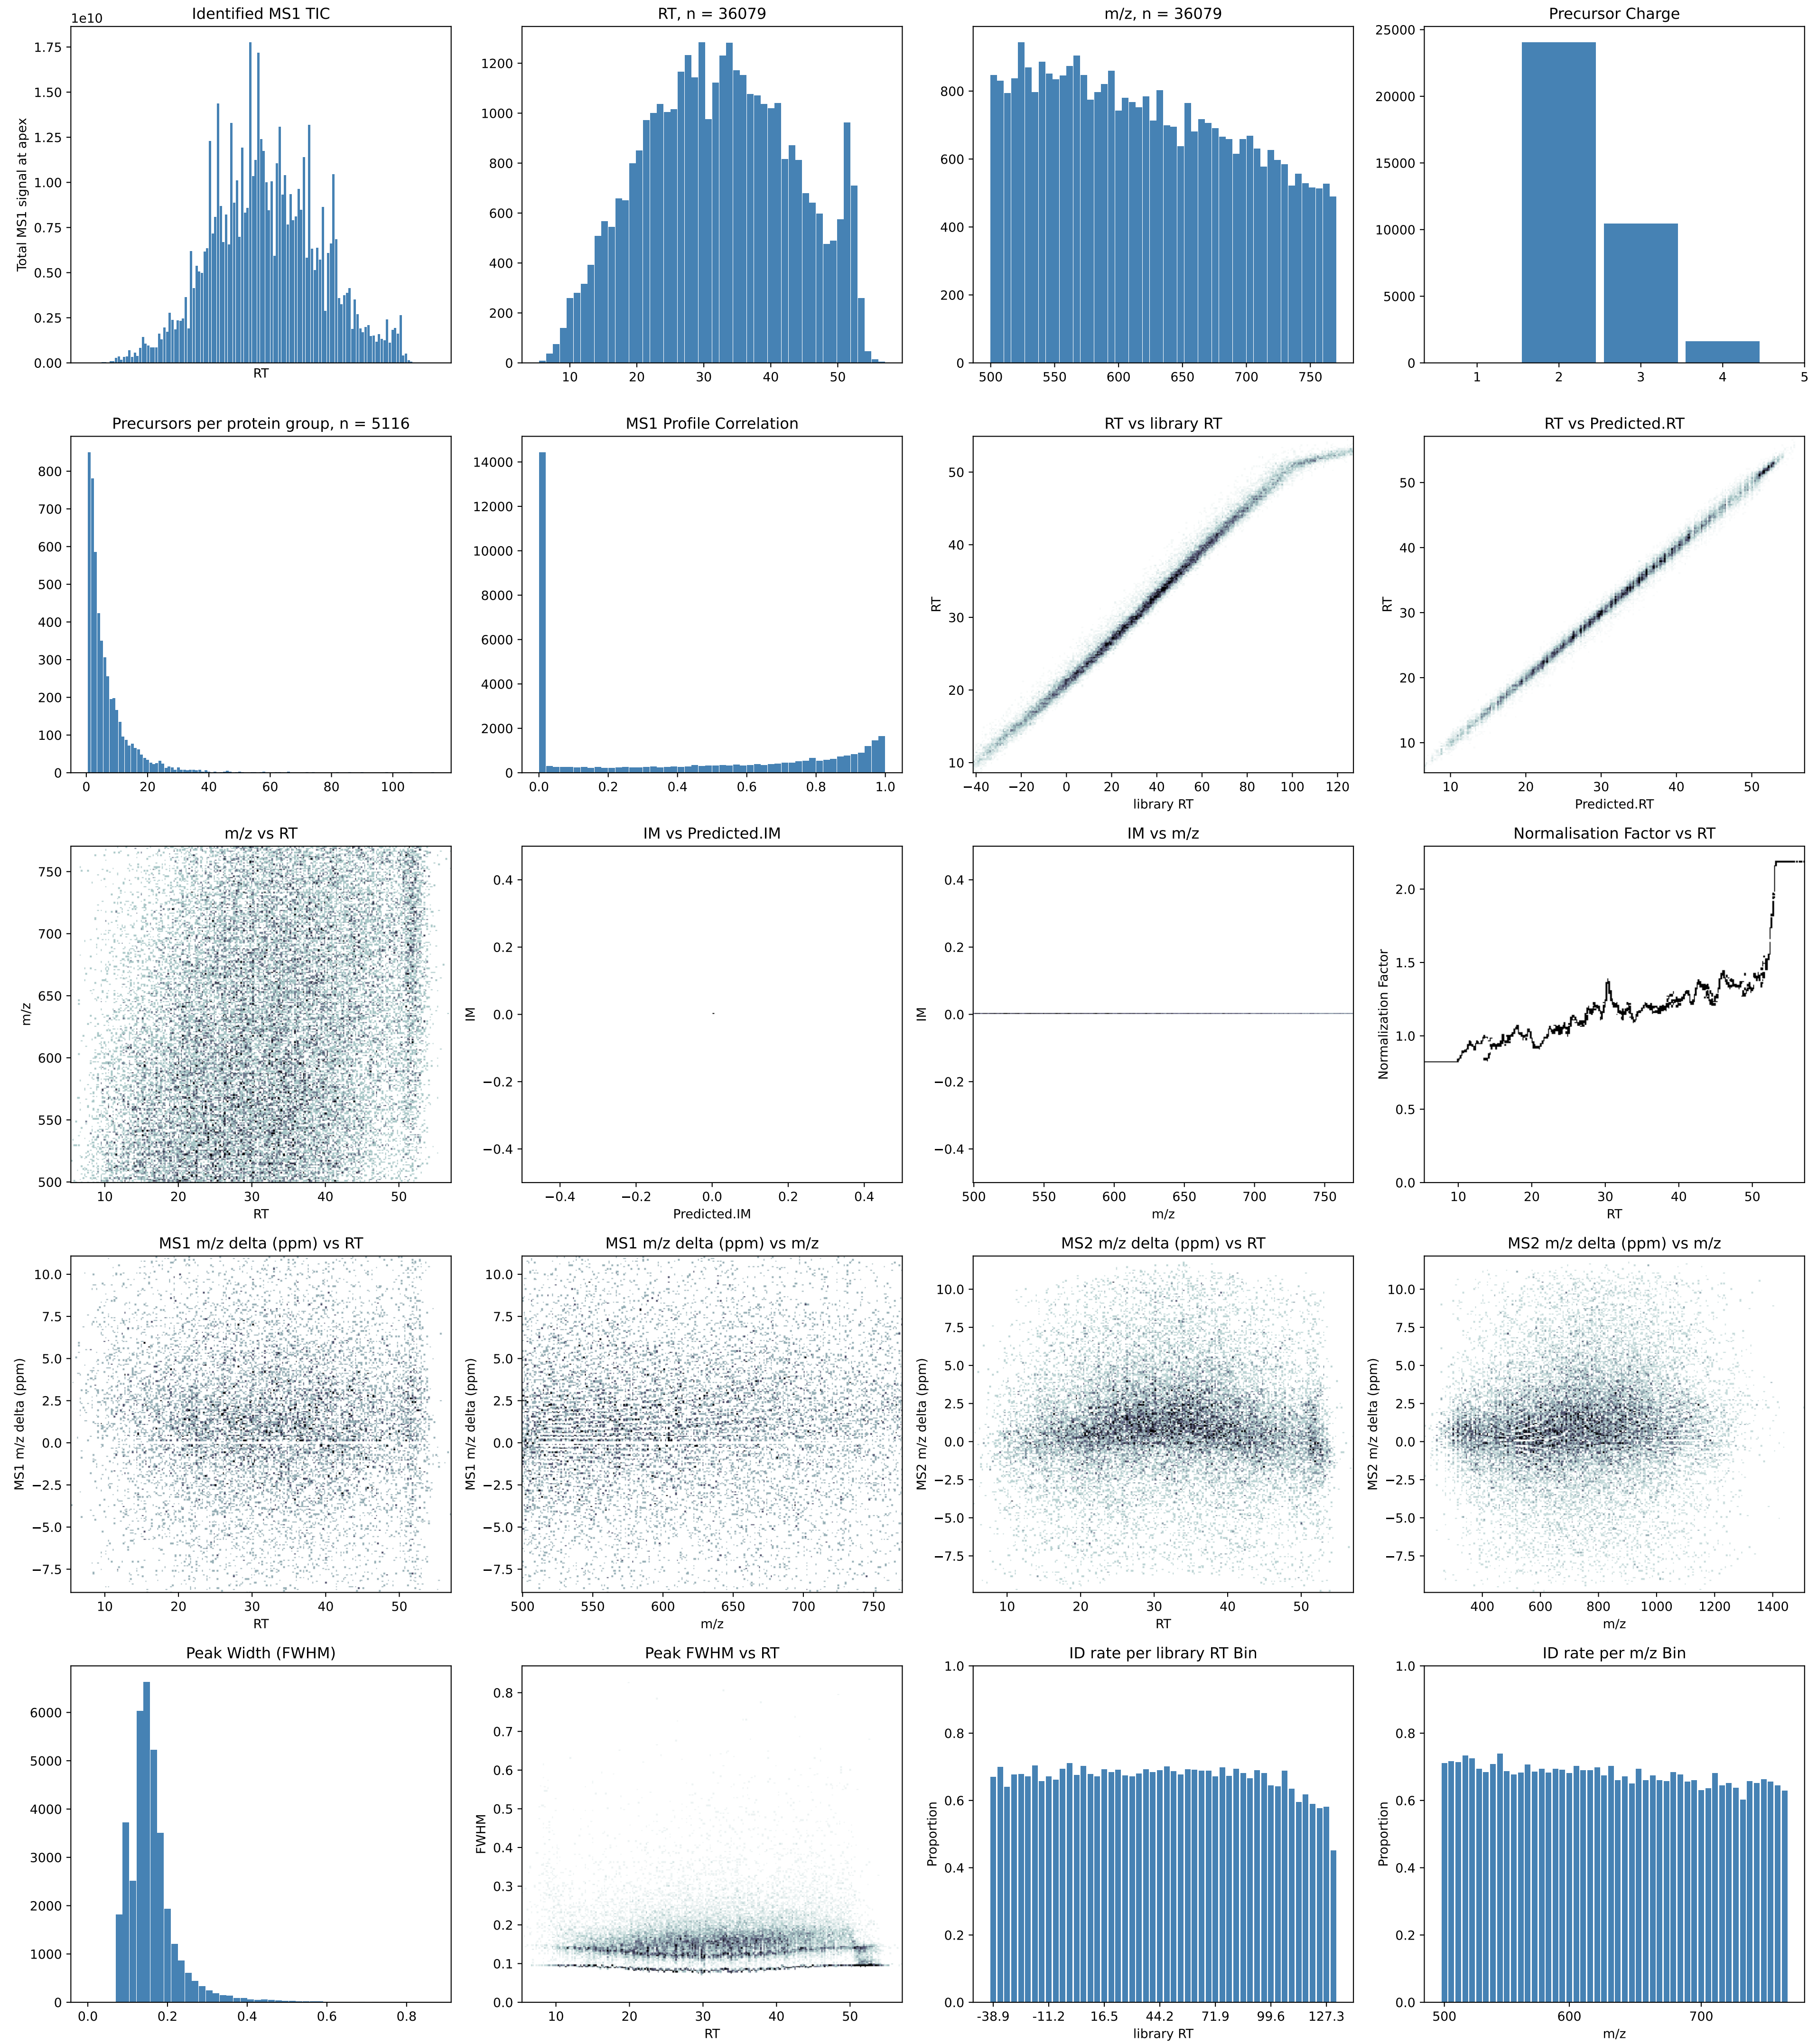 Identified MS1 TIC
1e10
Total MS1 signal at apex
1.75
1.50
1.25
1.00
0.75
0.50
0.25
0.00
RT
RT, n = 36079
1200
1000
800
600
400
200
0
10 20 30 40 50
m/z, n = 36079
800
600
400
200
0
500 550 600 650 700 750
Precursor Charge
25000
20000
15000
10000
5000
0
1 2 3 4 5
Precursors per protein group, n = 5116
800
700
600
500
400
300
200
100
0
0 20 40 60 80 100
MS1 Profile Correlation
14000
12000
10000
8000
6000
4000
2000
0
0.0 0.2 0.4 0.6 0.8 1.0
RT vs library RT
RT
50
40
30
20
10
−40 −20 0 20 40 60 80 100 120
library RT
RT vs Predicted.RT
RT
50
40
30
20
10
10 20 30 40 50
Predicted.RT
m/z vs RT
m/z
750
700
650
600
550
500
10 20 30 40 50
RT
IM vs Predicted.IM
IM
0.4
0.2
0.0
−0.2
−0.4
−0.4 −0.2 0.0 0.2 0.4
Predicted.IM
IM vs m/z
IM
0.4
0.2
0.0
−0.2
−0.4
500 550 600 650 700 750
m/z
Normalisation Factor vs RT
Normalization Factor
2.0
1.5
1.0
0.5
0.0
10 20 30 40 50
RT
MS1 m/z delta (ppm) vs RT
MS1 m/z delta (ppm)
10.0
7.5
5.0
2.5
0.0
−2.5
−5.0
−7.5
10 20 30 40 50
RT
MS1 m/z delta (ppm) vs m/z
MS1 m/z delta (ppm)
10.0
7.5
5.0
2.5
0.0
−2.5
−5.0
−7.5
500 550 600 650 700 750
m/z
MS2 m/z delta (ppm) vs RT
MS2 m/z delta (ppm)
10.0
7.5
5.0
2.5
0.0
−2.5
−5.0
−7.5
10 20 30 40 50
RT
MS2 m/z delta (ppm) vs m/z
MS2 m/z delta (ppm)
10.0
7.5
5.0
2.5
0.0
−2.5
−5.0
−7.5
400 600 800 1000 1200 1400
m/z
Peak Width (FWHM)
6000
5000
4000
3000
2000
1000
0
0.0 0.2 0.4 0.6 0.8
Peak FWHM vs RT
FWHM
0.8
0.7
0.6
0.5
0.4
0.3
0.2
0.1
0.0
10 20 30 40 50
RT
ID rate per library RT Bin
Proportion
1.0
0.8
0.6
0.4
0.2
0.0
-38.9 -11.2 16.5 44.2 71.9 99.6 127.3
library RT
ID rate per m/z Bin
Proportion
1.0
0.8
0.6
0.4
0.2
0.0
500 600 700
m/z